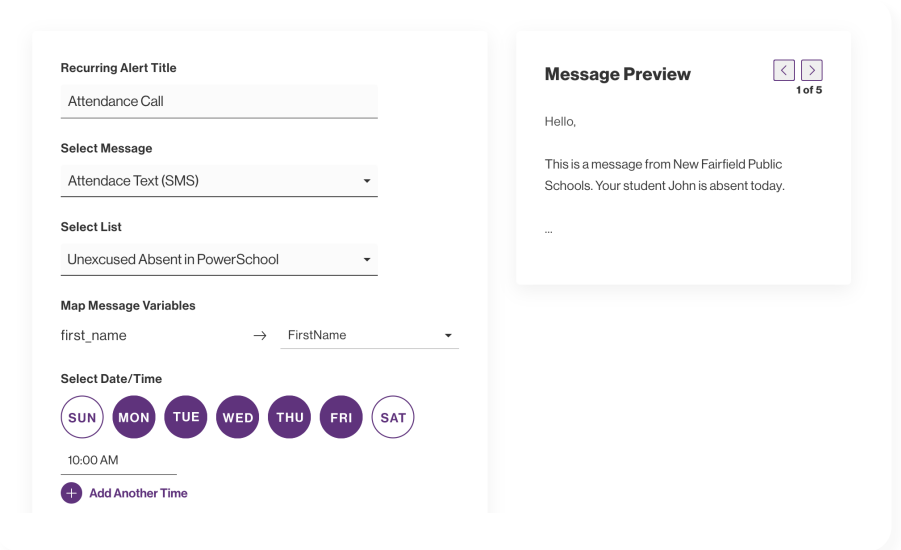 Recurring Alert Title
Attendance Call
Select Message
Attendace Text (SMS)
Select List
Unexcused Absent in PowerSchool
Map Message Variables
first_name → FirstName
Select Date/Time
SUN MON TUE WED THU FRI SAT
10:00 AM
Add Another Time
Message Preview
1 of 5
Hello,
This is a message from New Fairfield Public
Schools. Your student John is absent today.
...